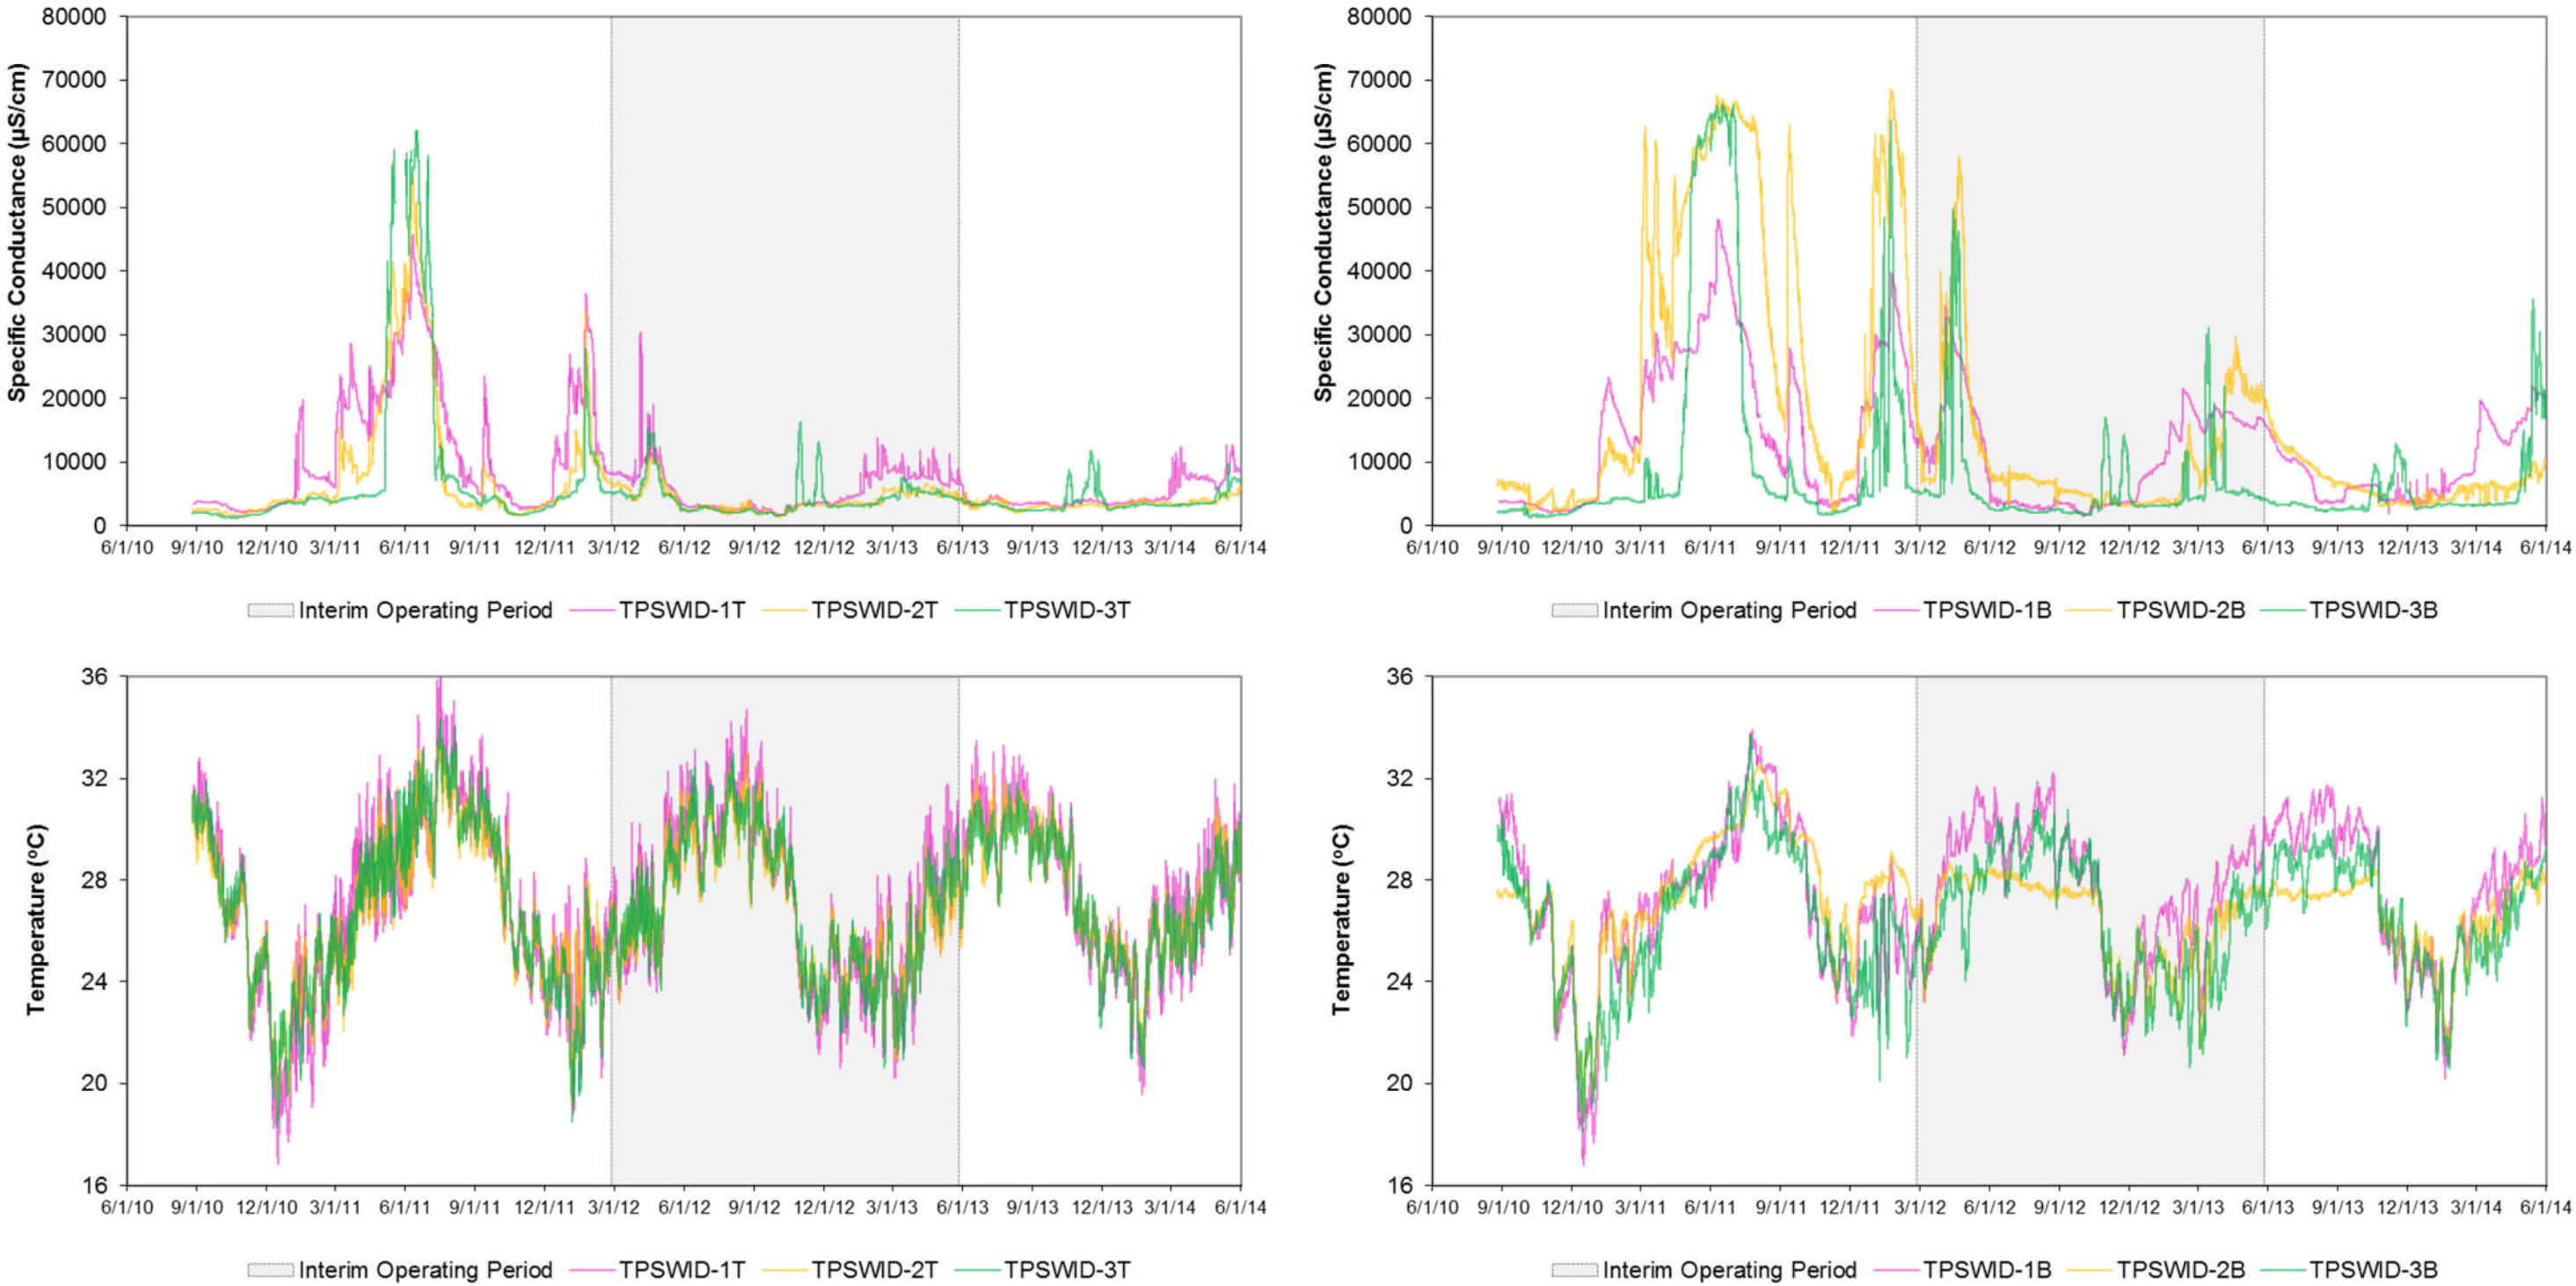 80000
70000
60000
50000
40000
30000
20000
10000
0
Specific Conductance (µS/cm)
6/1/10 9/1/10 12/1/10 3/1/11 6/1/11 9/1/11 12/1/11 3/1/12 6/1/12 9/1/12 12/1/12 3/1/13 6/1/13 9/1/13 12/1/13 3/1/14 6/1/14
Interim Operating Period TPSWID-1T TPSWID-2T TPSWID-3T
80000
70000
60000
50000
40000
30000
20000
10000
0
Specific Conductance (µS/cm)
6/1/10 9/1/10 12/1/10 3/1/11 6/1/11 9/1/11 12/1/11 3/1/12 6/1/12 9/1/12 12/1/12 3/1/13 6/1/13 9/1/13 12/1/13 3/1/14 6/1/14
Interim Operating Period TPSWID-1B TPSWID-2B TPSWID-3B
36
32
28
24
20
16
Temperature (ºC)
6/1/10 9/1/10 12/1/10 3/1/11 6/1/11 9/1/11 12/1/11 3/1/12 6/1/12 9/1/12 12/1/12 3/1/13 6/1/13 9/1/13 12/1/13 3/1/14 6/1/14
Interim Operating Period TPSWID-1T TPSWID-2T TPSWID-3T
36
32
28
24
20
16
Temperature (ºC)
6/1/10 9/1/10 12/1/10 3/1/11 6/1/11 9/1/11 12/1/11 3/1/12 6/1/12 9/1/12 12/1/12 3/1/13 6/1/13 9/1/13 12/1/13 3/1/14 6/1/14
Interim Operating Period TPSWID-1B TPSWID-2B TPSWID-3B